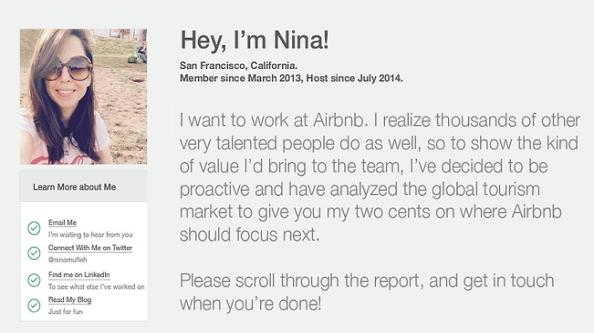 Hey, I'm Nina!
San Francisco, California.
Member since March 2013, Host since July 2014.
I want to work at Airbnb. I realize thousands of other
very talented people do as well, so to show the kind
of value I'd bring to the team, I've decided to be
proactive and have analyzed the global tourism
market to give you my two cents on where Airbnb
should focus next.
Please scroll through the report, and get in touch
when you're done!
Learn More about Me
Email Me
I'm waiting to hear from you
Connect With Me on Twitter
@ninamufleh
Find me on LinkedIn
To see what else I've worked on
Read My Blog
Just for fun